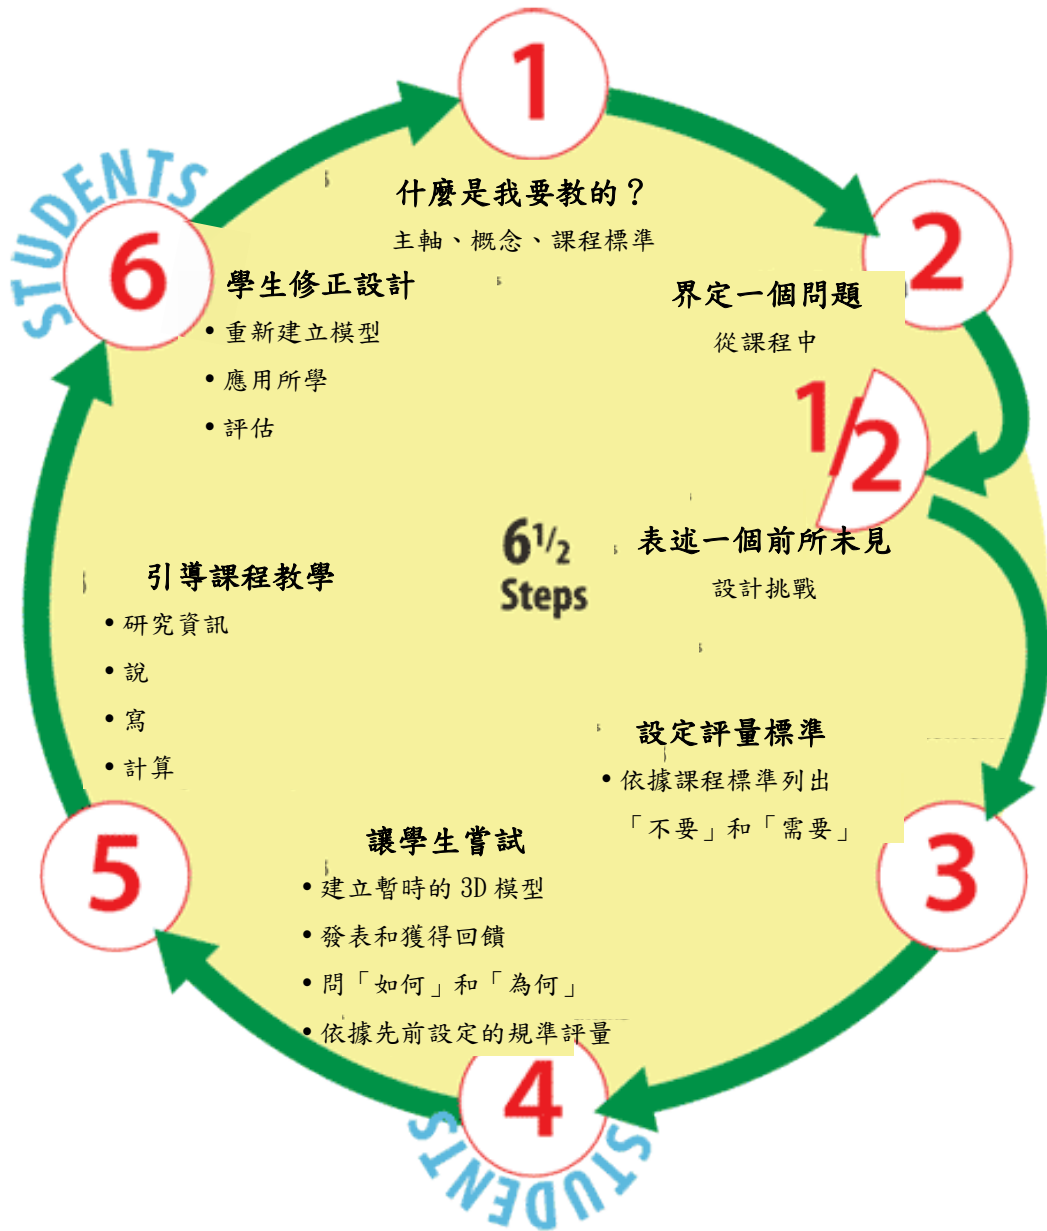 1
什麼是我要教的？
主軸、概念、課程標準
2
界定一個問題
從課程中
1/2
表述一個前所未見
設計挑戰
3
設定評量標準
• 依據課程標準列出
「不要」和「需要」
4
STUDENTS
讓學生嘗試
• 建立暫時的 3D 模型
• 發表和獲得回饋
• 問「如何」和「為何」
• 依據先前設定的規準評量
5
引導課程教學
• 研究資訊
• 說
• 寫
• 計算
6
STUDENTS
學生修正設計
• 重新建立模型
• 應用所學
• 評估
6 1/2
Steps